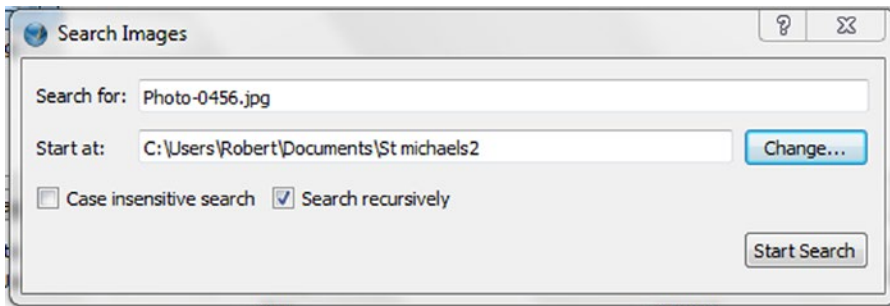 Search Images
Search for: Photo-0456.jpg
Start at: C:\Users\Robert\Documents\St michaels2 Change...
Case insensitive search Search recursively
Start Search